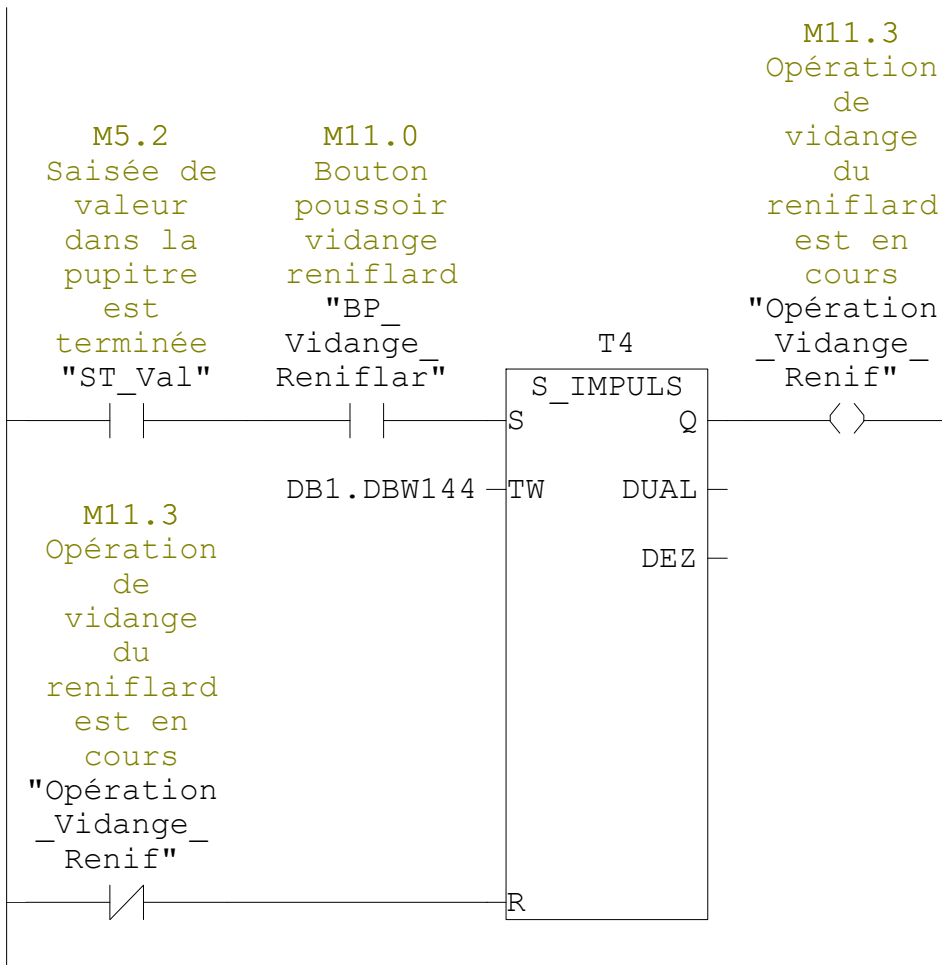 M11.3
Opération
de
vidange
du
reniflard
est en
cours
"Opération
_Vidange_
Renif"
M5.2
Saisée de
valeur
dans la
pupitre
est
terminée
"ST_Val"
M11.0
Bouton
poussoir
vidange
reniflard
"BP_
Vidange_
Reniflar"
T4
S_IMPULS
S
Q
DB1.DBW144
TW
DUAL
DEZ
M11.3
Opération
de
vidange
du
reniflard
est en
cours
"Opération
_Vidange_
Renif"
R